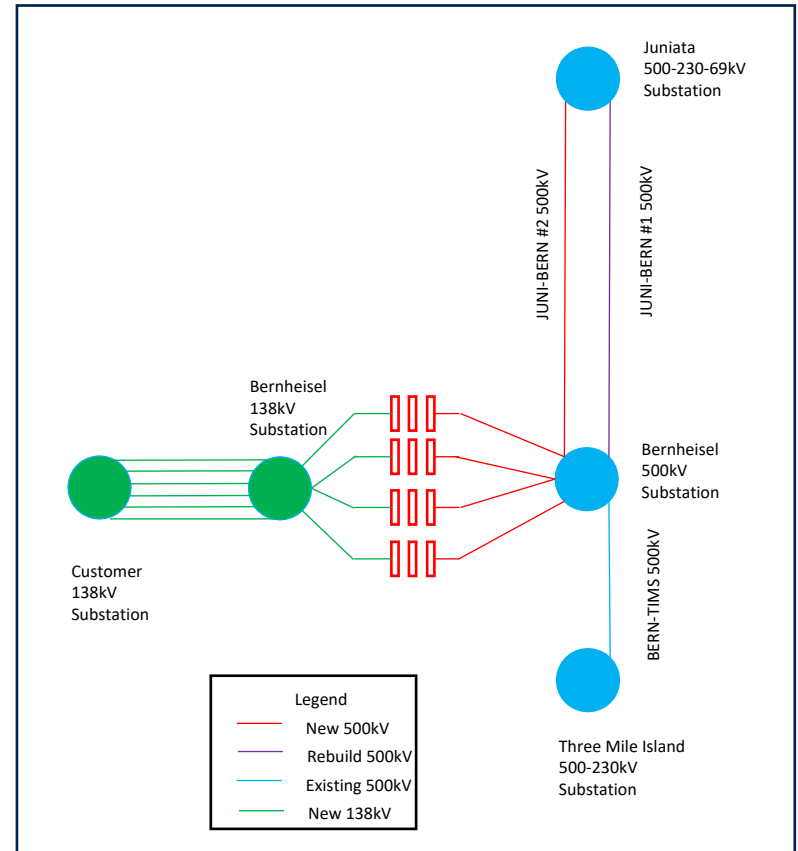 Juniata
500-230-69kV
Substation
JUNI-BERN #2 500kV
JUNI-BERN #1 500kV
Bernheisel
138kV
Substation
Bernheisel
500kV
Substation
Customer
138kV
Substation
BERN-TIMS 500kV
Three Mile Island
500-230kV
Substation
Legend
New 500kV
Rebuild 500kV
Existing 500kV
New 138kV